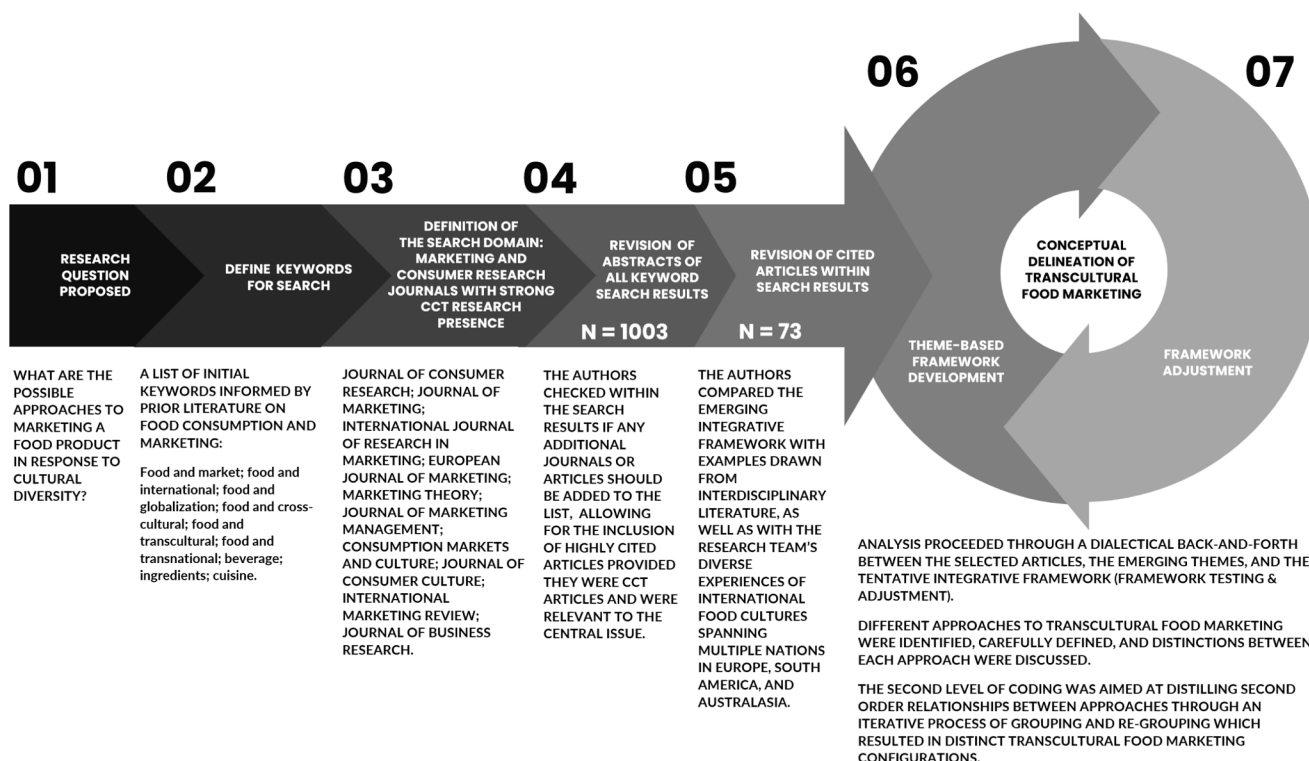 01
RESEARCH
QUESTION
PROPOSED
WHAT ARE THE
POSSIBLE
APPROACHES TO
MARKETING A
FOOD PRODUCT
IN RESPONSE TO
CULTURAL
DIVERSITY?
02
DEFINE KEYWORDS
FOR SEARCH
A LIST OF INITIAL
KEYWORDS INFORMED BY
PRIOR LITERATURE ON
FOOD CONSUMPTION AND
MARKETING:
Food and market; food and
international; food and
globalization; food and cross-
cultural; food and
transcultural; food and
transnational; beverage;
ingredients; cuisine.
03
DEFINITION OF
THE SEARCH DOMAIN:
MARKETING AND
CONSUMER RESEARCH
JOURNALS WITH STRONG
CCT RESEARCH
PRESENCE
JOURNAL OF CONSUMER
RESEARCH; JOURNAL OF
MARKETING;
INTERNATIONAL JOURNAL
OF RESEARCH IN
MARKETING; EUROPEAN
JOURNAL OF MARKETING;
MARKETING THEORY;
JOURNAL OF MARKETING
MANAGEMENT;
CONSUMPTION MARKETS
AND CULTURE; JOURNAL OF
CONSUMER CULTURE;
INTERNATIONAL
MARKETING REVIEW;
JOURNAL OF BUSINESS
RESEARCH.
04
REVISION OF
ABSTRACTS OF
ALL KEYWORD
SEARCH RESULTS
N = 1003
THE AUTHORS
CHECKED WITHIN
THE SEARCH
RESULTS IF ANY
ADDITIONAL
JOURNALS OR
ARTICLES SHOULD
BE ADDED TO THE
LIST, ALLOWING
FOR THE INCLUSION
OF HIGHLY CITED
ARTICLES PROVIDED
THEY WERE CCT
ARTICLES AND WERE
RELEVANT TO THE
CENTRAL ISSUE.
05
REVISION OF CITED
ARTICLES WITHIN
SEARCH RESULTS
N = 73
THE AUTHORS
COMPARED THE
EMERGING
INTEGRATIVE
FRAMEWORK WITH
EXAMPLES DRAWN
FROM
INTERDISCIPLINARY
LITERATURE, AS
WELL AS WITH THE
RESEARCH TEAM'S
DIVERSE
EXPERIENCES OF
INTERNATIONAL
FOOD CULTURES
SPANNING
MULTIPLE NATIONS
IN EUROPE, SOUTH
AMERICA, AND
AUSTRALASIA.
06
THEME-BASED
FRAMEWORK
DEVELOPMENT
CONCEPTUAL
DELINEATION OF
TRANSCULTURAL
FOOD MARKETING
07
FRAMEWORK
ADJUSTMENT
ANALYSIS PROCEEDED THROUGH A DIALECTICAL BACK-AND-FORTH
BETWEEN THE SELECTED ARTICLES, THE EMERGING THEMES, AND THE
TENTATIVE INTEGRATIVE FRAMEWORK (FRAMEWORK TESTING &
ADJUSTMENT).
DIFFERENT APPROACHES TO TRANSCULTURAL FOOD MARKETING
WERE IDENTIFIED, CAREFULLY DEFINED, AND DISTINCTIONS BETWEEN
EACH APPROACH WERE DISCUSSED.
THE SECOND LEVEL OF CODING WAS AIMED AT DISTILLING SECOND
ORDER RELATIONSHIPS BETWEEN APPROACHES THROUGH AN
ITERATIVE PROCESS OF GROUPING AND RE-GROUPING WHICH
RESULTED IN DISTINCT TRANSCULTURAL FOOD MARKETING
CONFIGURATIONS.